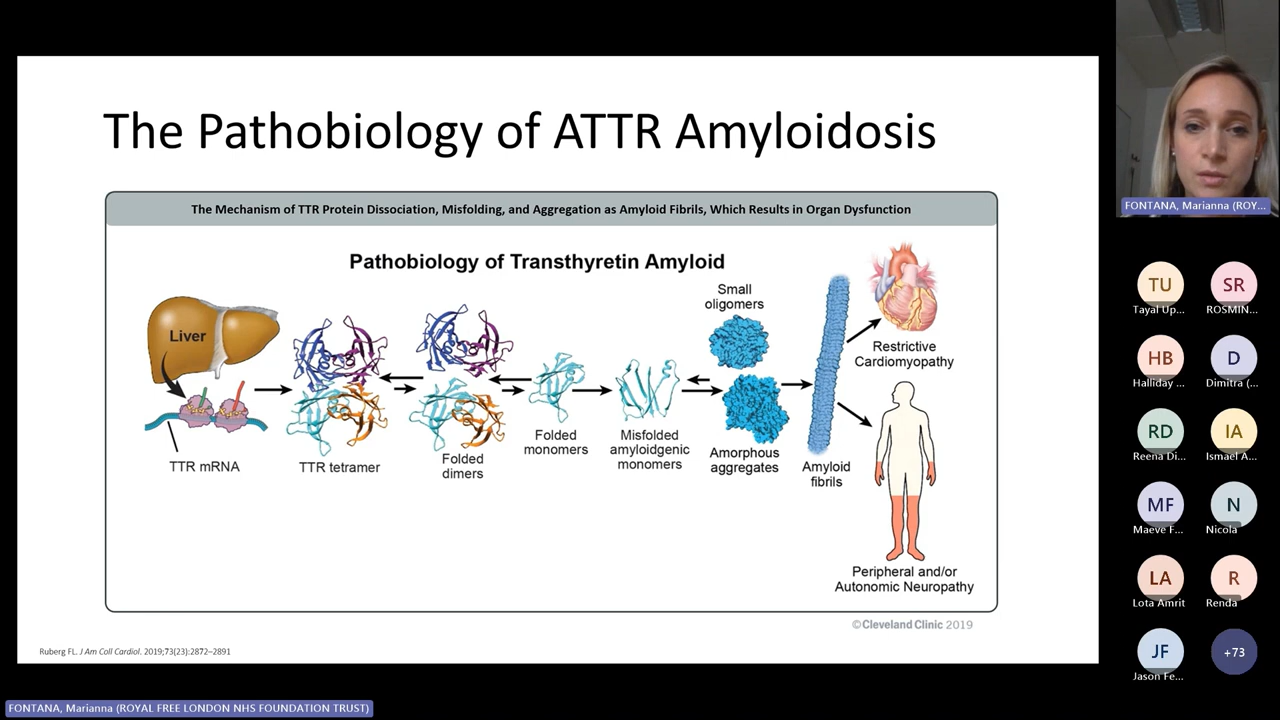 The Pathobiology of ATTR Amyloidosis
The Mechanism of TTR Protein Dissociation, Misfolding, and Aggregation as Amyloid Fibrils, Which Results in Organ Dysfunction
Pathobiology of Transthyretin Amyloid
Liver
TTR mRNA
TTR tetramer
Folded
dimers
Folded
monomers
Misfolded
amyloidgenic
monomers
Small
oligomers
Amorphous
aggregates
Amyloid
fibrils
Restrictive
Cardiomyopathy
Peripheral and/or
Autonomic Neuropathy
©Cleveland Clinic 2019
Ruberg FL. J Am Coll Cardiol. 2019;73(23):2872–2891
FONTANA, Marianna (ROYAL FREE LONDON NHS FOUNDATION TRUST)
FONTANA, Marianna (ROY...
TU
Tayal Up...
SR
ROSMIN...
HB
Halliday ...
D
Dimitra (...
RD
Reena Di...
IA
Ismael A...
MF
Maeve F...
N
Nicola
LA
Lota Amrit
R
Renda
JF
Jason Fe...
+73